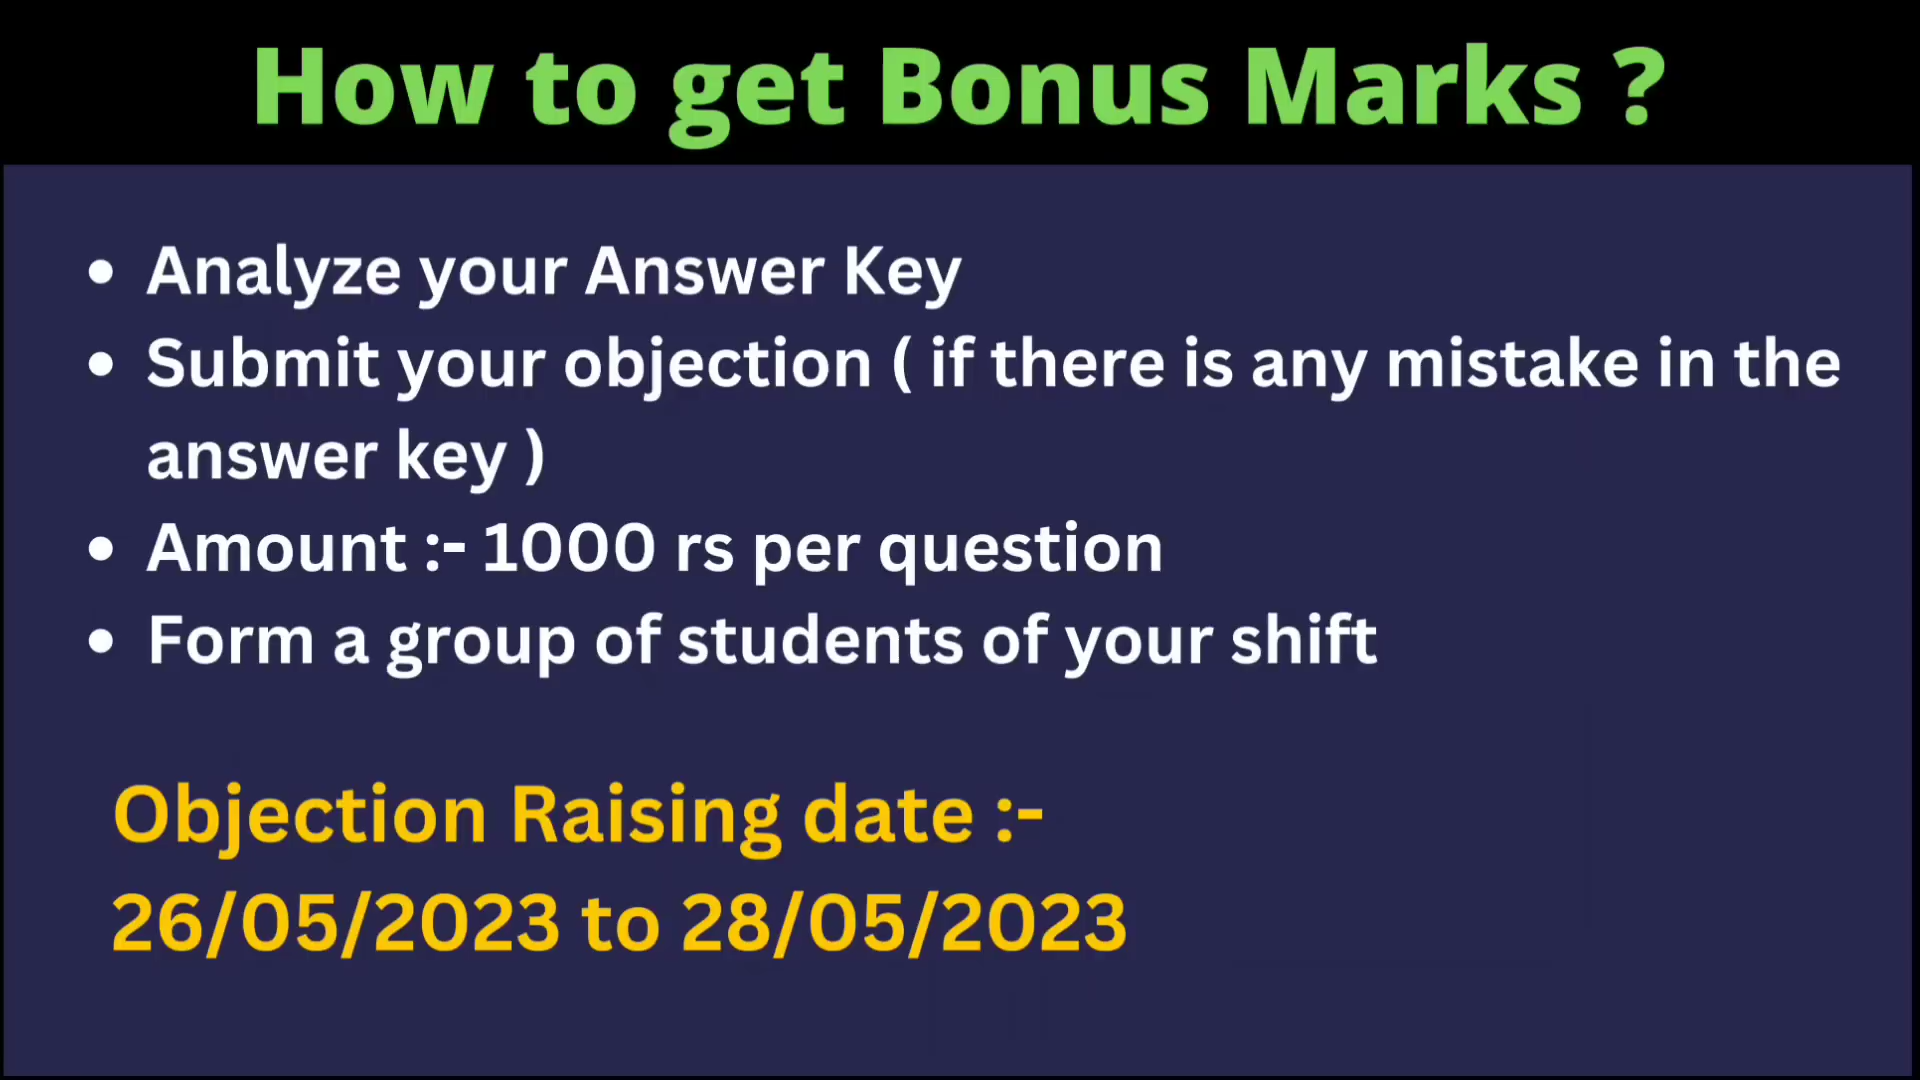 How to get Bonus Marks ?
• Analyze your Answer Key
• Submit your objection ( if there is any mistake in the
answer key )
• Amount :- 1000 rs per question
• Form a group of students of your shift
Objection Raising date :-
26/05/2023 to 28/05/2023